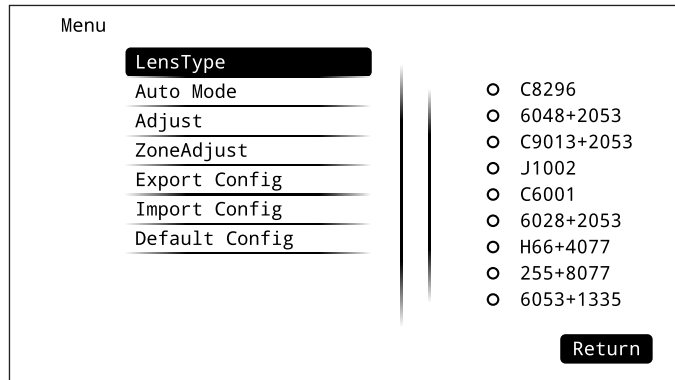 Menu
LensType
Auto Mode
Adjust
ZoneAdjust
Export Config
Import Config
Default Config
C8296
6048+2053
C9013+2053
J1002
C6001
6028+2053
H66+4077
255+8077
6053+1335
Return